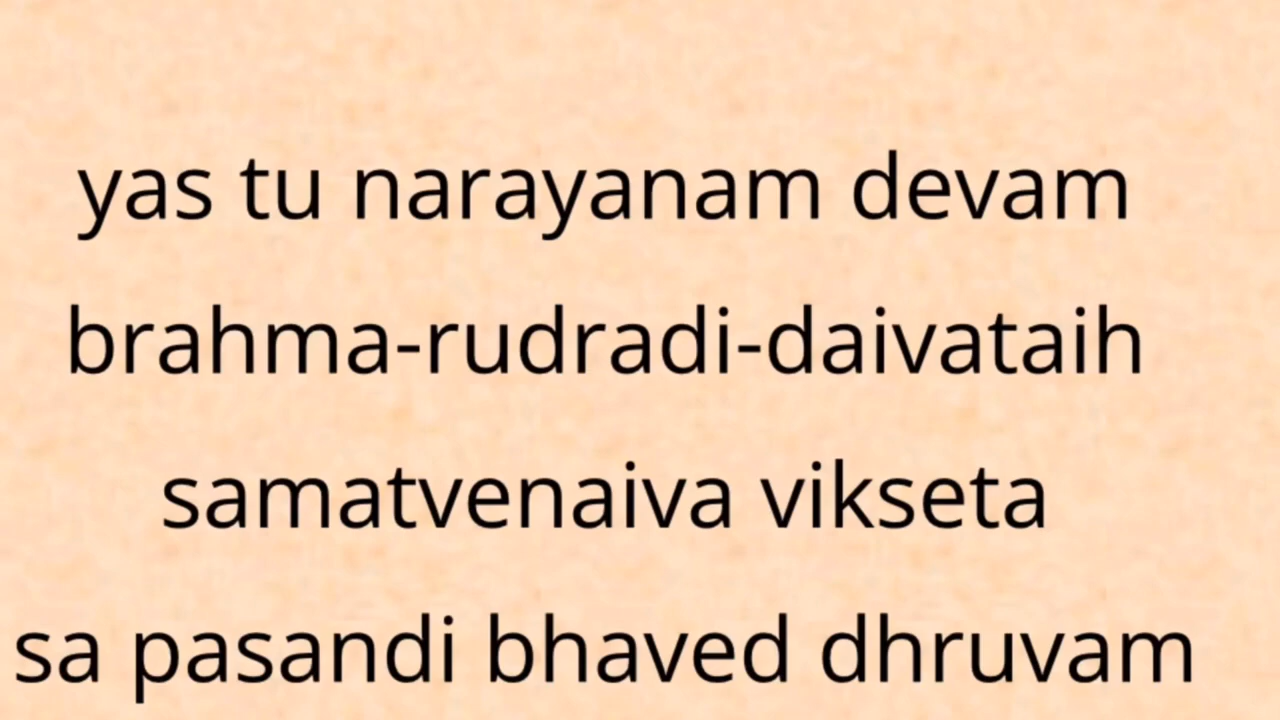 yas tu narayanam devam
brahma-rudradi-daivataih
samatvenaiva vikseta
sa pasandi bhaved dhruvam